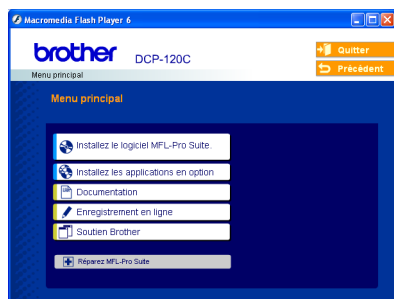 Macromedia Flash Player 6
brother
DCP-120C
Quitter
Précédent
Menu principal
Menu principal
Installez le logiciel MFL-Pro Suite.
Installez les applications en option
Documentation
Enregistrement en ligne
Soutien Brother
Réparez MFL-Pro Suite